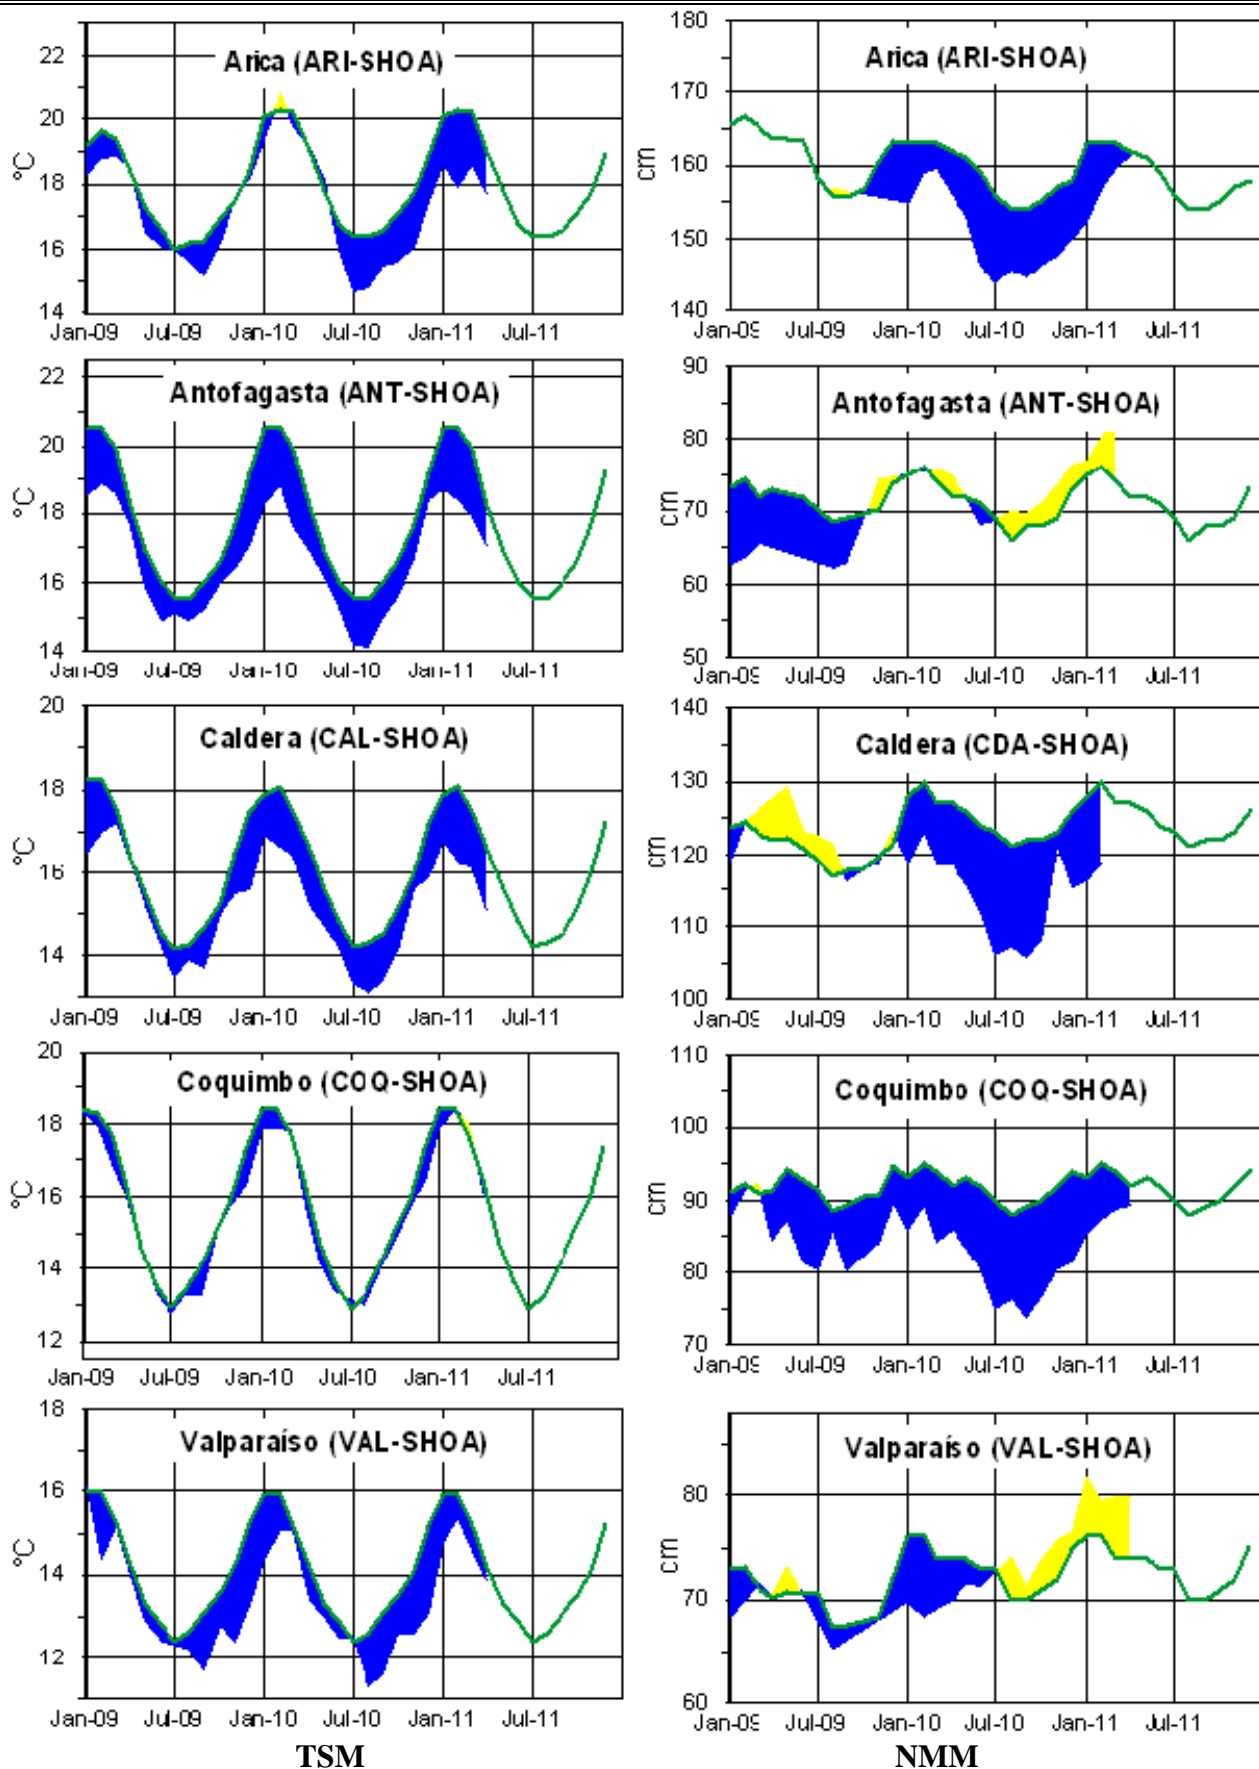 Arica (ARI-SHOA)
22
20
18
16
14
°C
Jan-09 Jul-09 Jan-10 Jul-10 Jan-11 Jul-11
Arica (ARI-SHOA)
180
170
160
150
140
cm
Jan-09 Jul-09 Jan-10 Jul-10 Jan-11 Jul-11
Antofagasta (ANT-SHOA)
22
20
18
16
14
°C
Jan-09 Jul-09 Jan-10 Jul-10 Jan-11 Jul-11
Antofagasta (ANT-SHOA)
90
80
70
60
50
cm
Jan-09 Jul-09 Jan-10 Jul-10 Jan-11 Jul-11
Caldera (CAL-SHOA)
20
18
16
14
°C
Jan-09 Jul-09 Jan-10 Jul-10 Jan-11 Jul-11
Caldera (CDA-SHOA)
140
130
120
110
100
cm
Jan-09 Jul-09 Jan-10 Jul-10 Jan-11 Jul-11
Coquimbo (COQ-SHOA)
20
18
16
14
12
°C
Jan-09 Jul-09 Jan-10 Jul-10 Jan-11 Jul-11
Coquimbo (COQ-SHOA)
110
100
90
80
70
cm
Jan-09 Jul-09 Jan-10 Jul-10 Jan-11 Jul-11
Valparaíso (VAL-SHOA)
18
16
14
12
°C
Jan-09 Jul-09 Jan-10 Jul-10 Jan-11 Jul-11
Valparaíso (VAL-SHOA)
80
70
60
cm
Jan-09 Jul-09 Jan-10 Jul-10 Jan-11 Jul-11
TSM
NMM